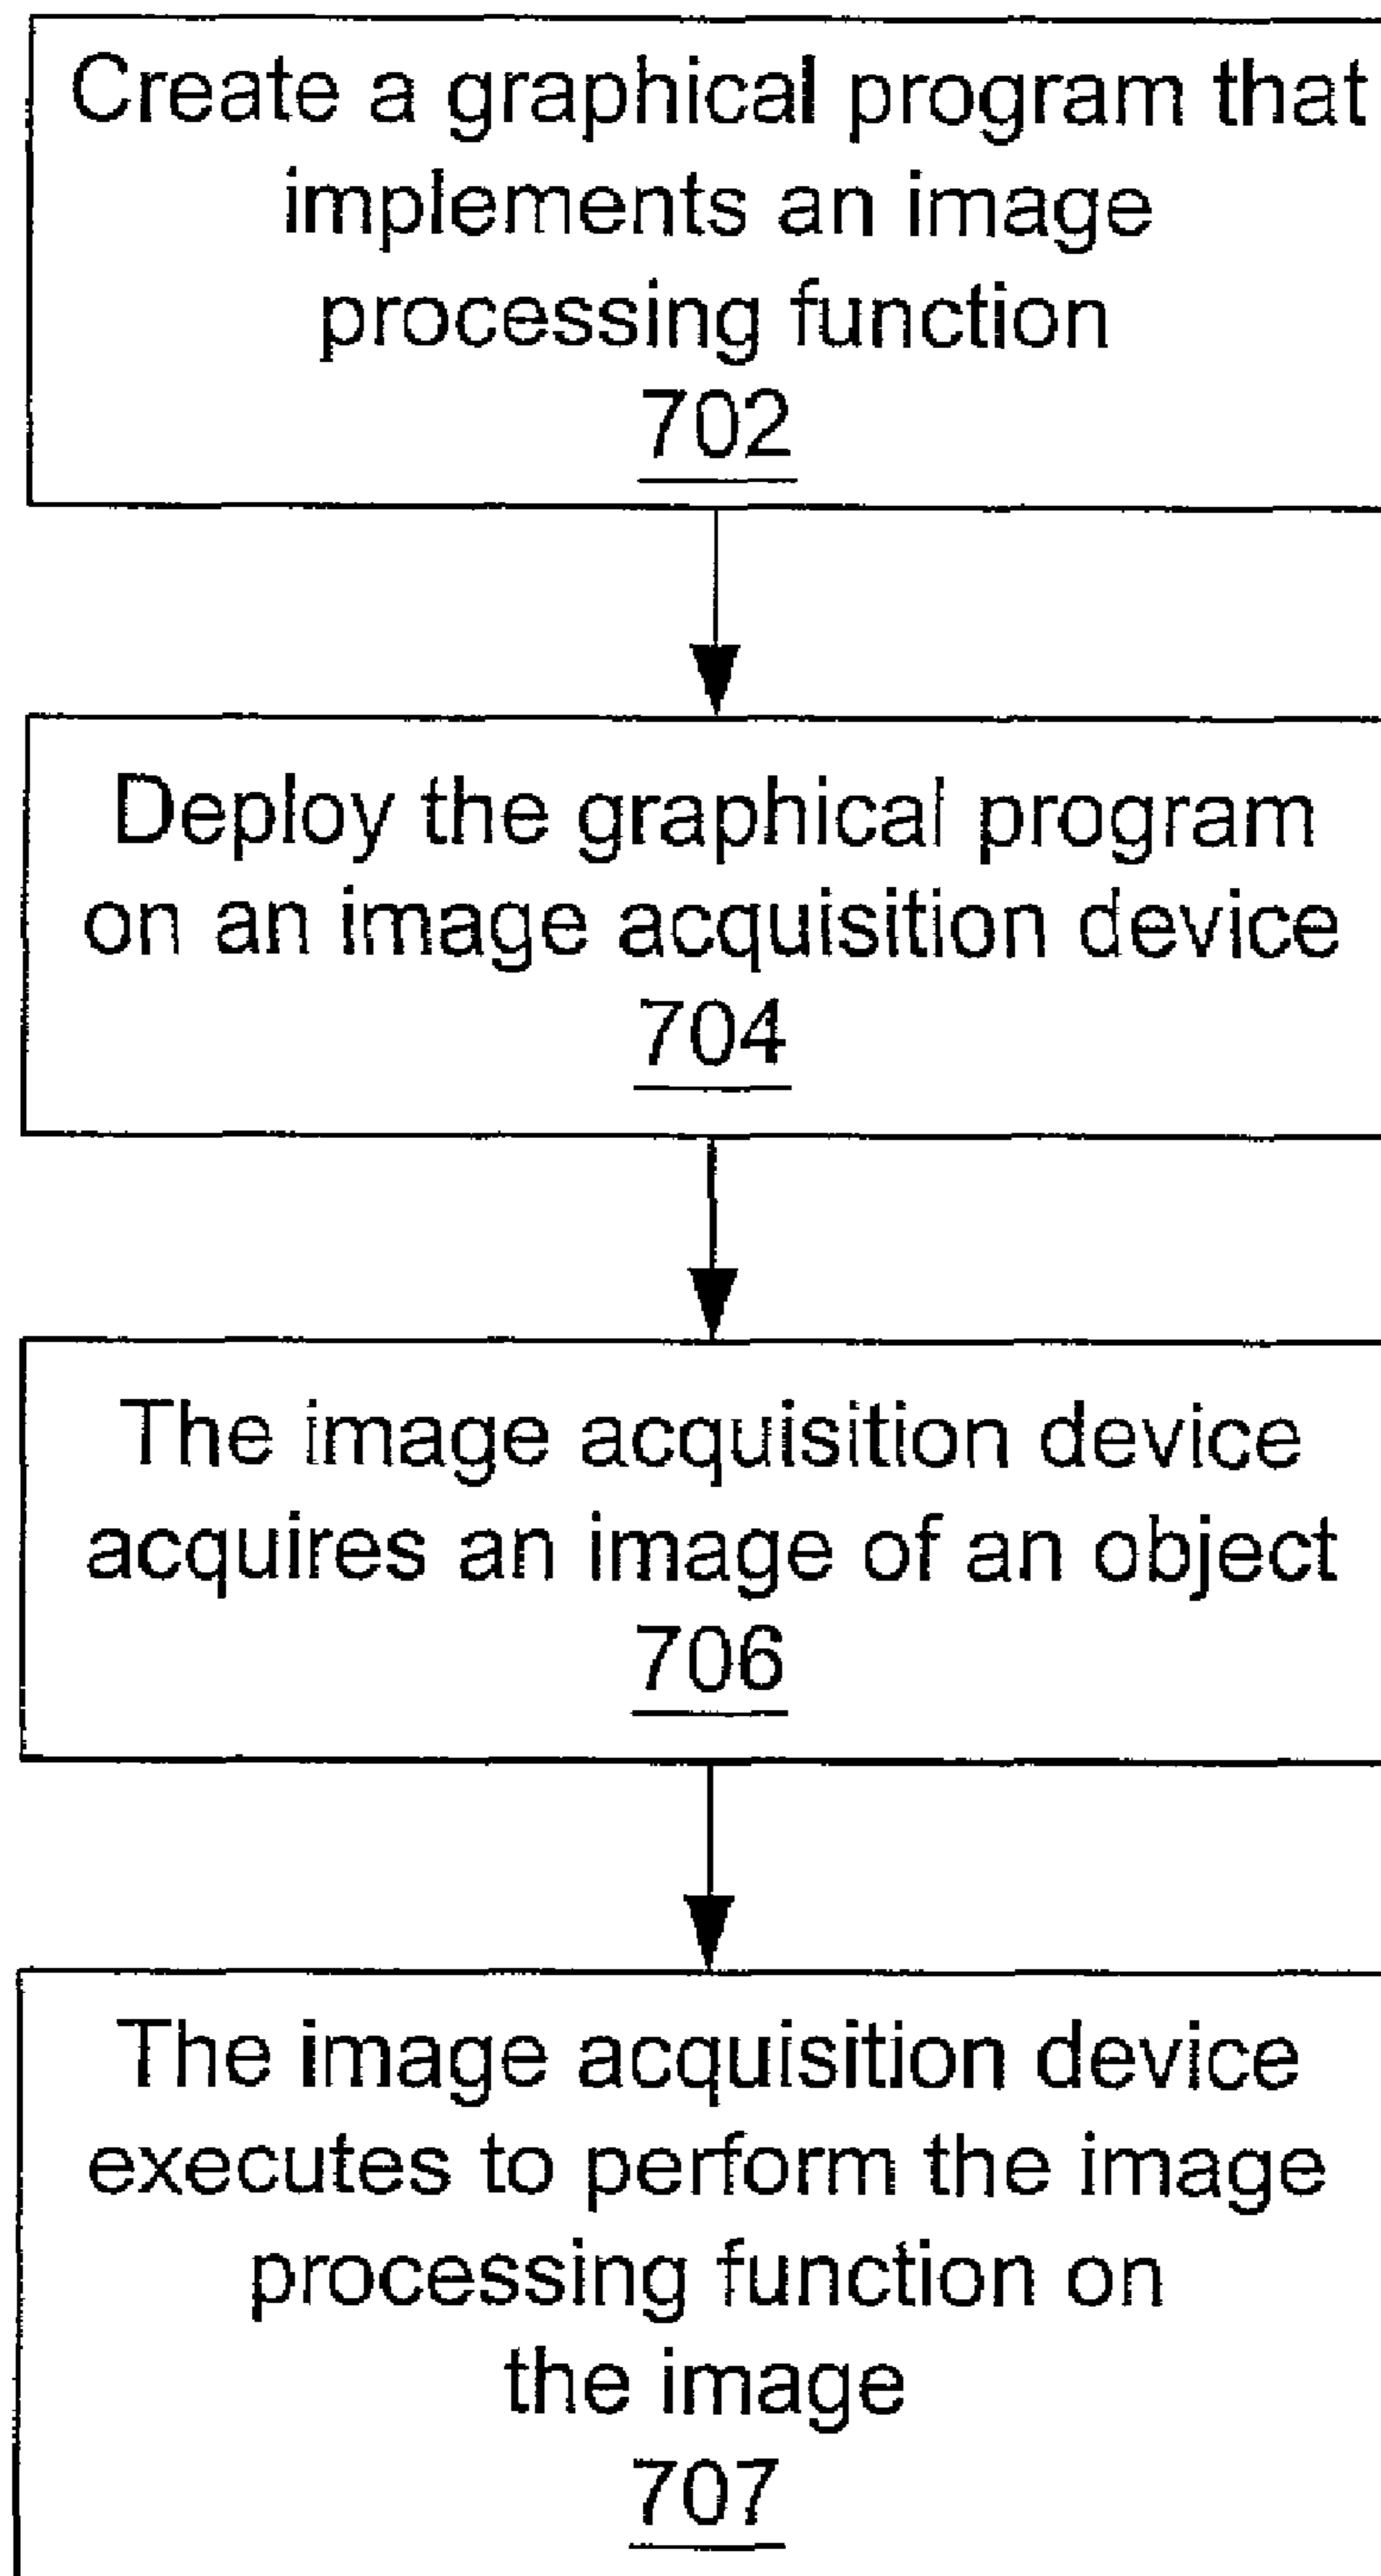 Create a graphical program that
implements an image
processing function
702
Deploy the graphical program
on an image acquisition device
704
The image acquisition device
acquires an image of an object
706
The image acquisition device
executes to perform the image
processing function on
the image
707